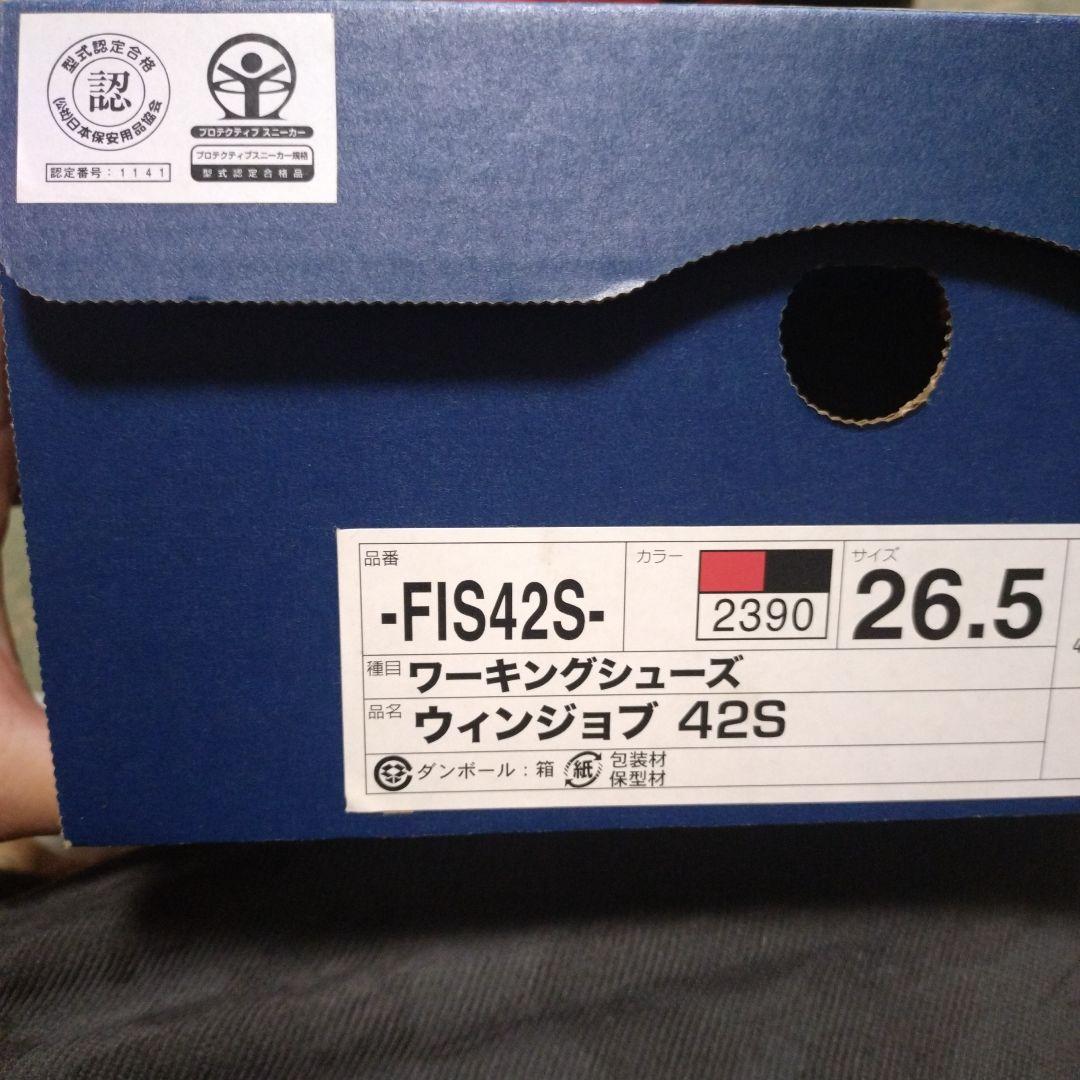 型式認定合格
認
(公社)日本保安用品協会
認定番号：1141
プロテクティブ スニーカー
プロテクティブスニーカー規格
型式認定合格品
品番
-FIS42S-
カラー
2390
サイズ
26.5
種目 ワーキングシューズ
品名 ウィンジョブ 42S
ダンボール：箱
紙
包装材
保型材
4